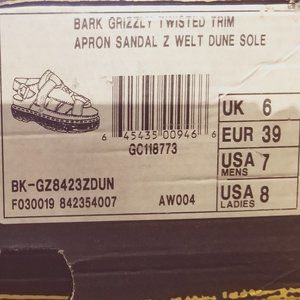 BARK GRIZZLY TWISTED TRIM
APRON SANDAL Z WELT DUNE SOLE
6 45435 00946 6
GC118773
UK 6
EUR 39
USA 7
MENS
USA 8
LADIES
BK-GZ8423ZDUN
F030019 842354007
AW004